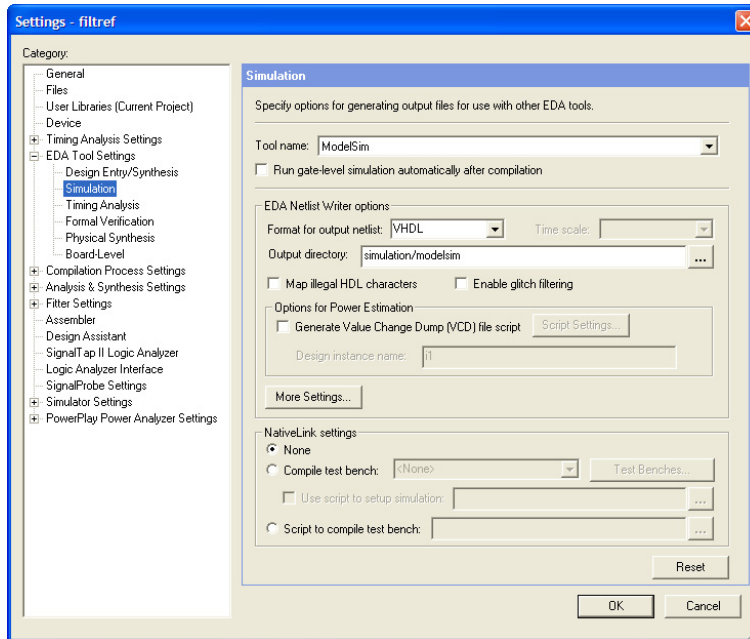 Settings - filtref
Category:
General
Files
User Libraries (Current Project)
Device
Timing Analysis Settings
EDA Tool Settings
Design Entry/Synthesis
Simulation
Timing Analysis
Formal Verification
Physical Synthesis
Board-Level
Compilation Process Settings
Analysis & Synthesis Settings
Fitter Settings
Assembler
Design Assistant
SignalTap II Logic Analyzer
Logic Analyzer Interface
SignalProbe Settings
Simulator Settings
PowerPlay Power Analyzer Settings
Simulation
Specify options for generating output files for use with other EDA tools.
Tool name: ModelSim
Run gate-level simulation automatically after compilation
EDA Netlist Writer options
Format for output netlist: VHDL Time scale:
Output directory: simulation/modelsim ...
Map illegal HDL characters Enable glitch filtering
Options for Power Estimation
Generate Value Change Dump (VCD) file script Script Settings...
Design instance name: i1
More Settings...
NativeLink settings
None
Compile test bench: <None> Test Benches...
Use script to setup simulation: ...
Script to compile test bench: ...
Reset
OK Cancel